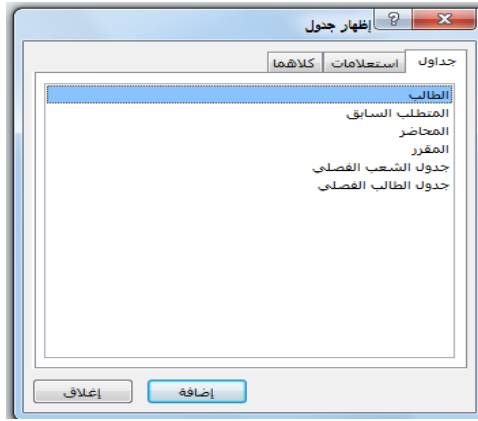 إظهار جدول
جداول استعلامات كلاهما
الطالب
المتطلب السابق
المحاضر
المقرر
جدول الشعب الفصلي
جدول الطالب الفصلي
إضافة إغلاق